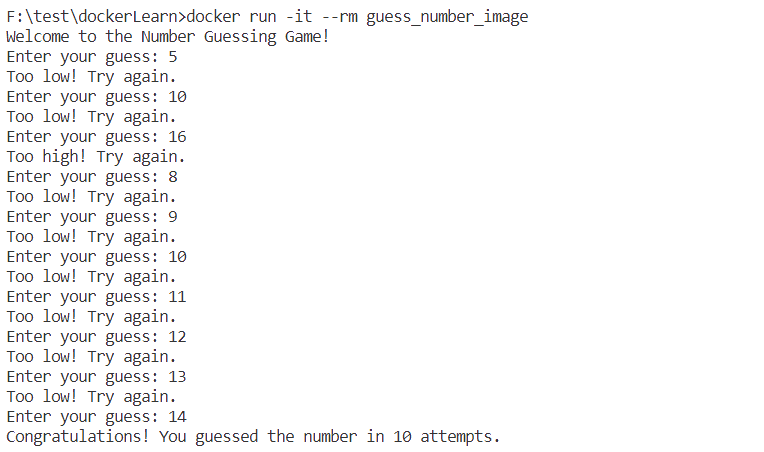 F:\test\dockerLearn>docker run -it --rm guess_number_image
Welcome to the Number Guessing Game!
Enter your guess: 5
Too low! Try again.
Enter your guess: 10
Too low! Try again.
Enter your guess: 16
Too high! Try again.
Enter your guess: 8
Too low! Try again.
Enter your guess: 9
Too low! Try again.
Enter your guess: 10
Too low! Try again.
Enter your guess: 11
Too low! Try again.
Enter your guess: 12
Too low! Try again.
Enter your guess: 13
Too low! Try again.
Enter your guess: 14
Congratulations! You guessed the number in 10 attempts.